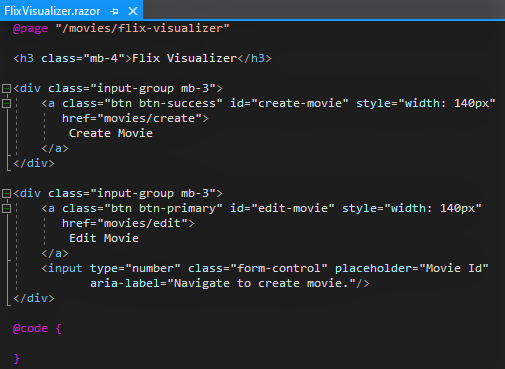 FlixVisualizer.razor
@page "/movies/flix-visualizer"
<h3 class="mb-4">Flix Visualizer</h3>
<div class="input-group mb-3">
<a class="btn btn-success" id="create-movie" style="width: 140px"
href="movies/create">
Create Movie
</a>
</div>
<div class="input-group mb-3">
<a class="btn btn-primary" id="edit-movie" style="width: 140px"
href="movies/edit">
Edit Movie
</a>
<input type="number" class="form-control" placeholder="Movie Id"
aria-label="Navigate to create movie."/>
</div>
@code {
}